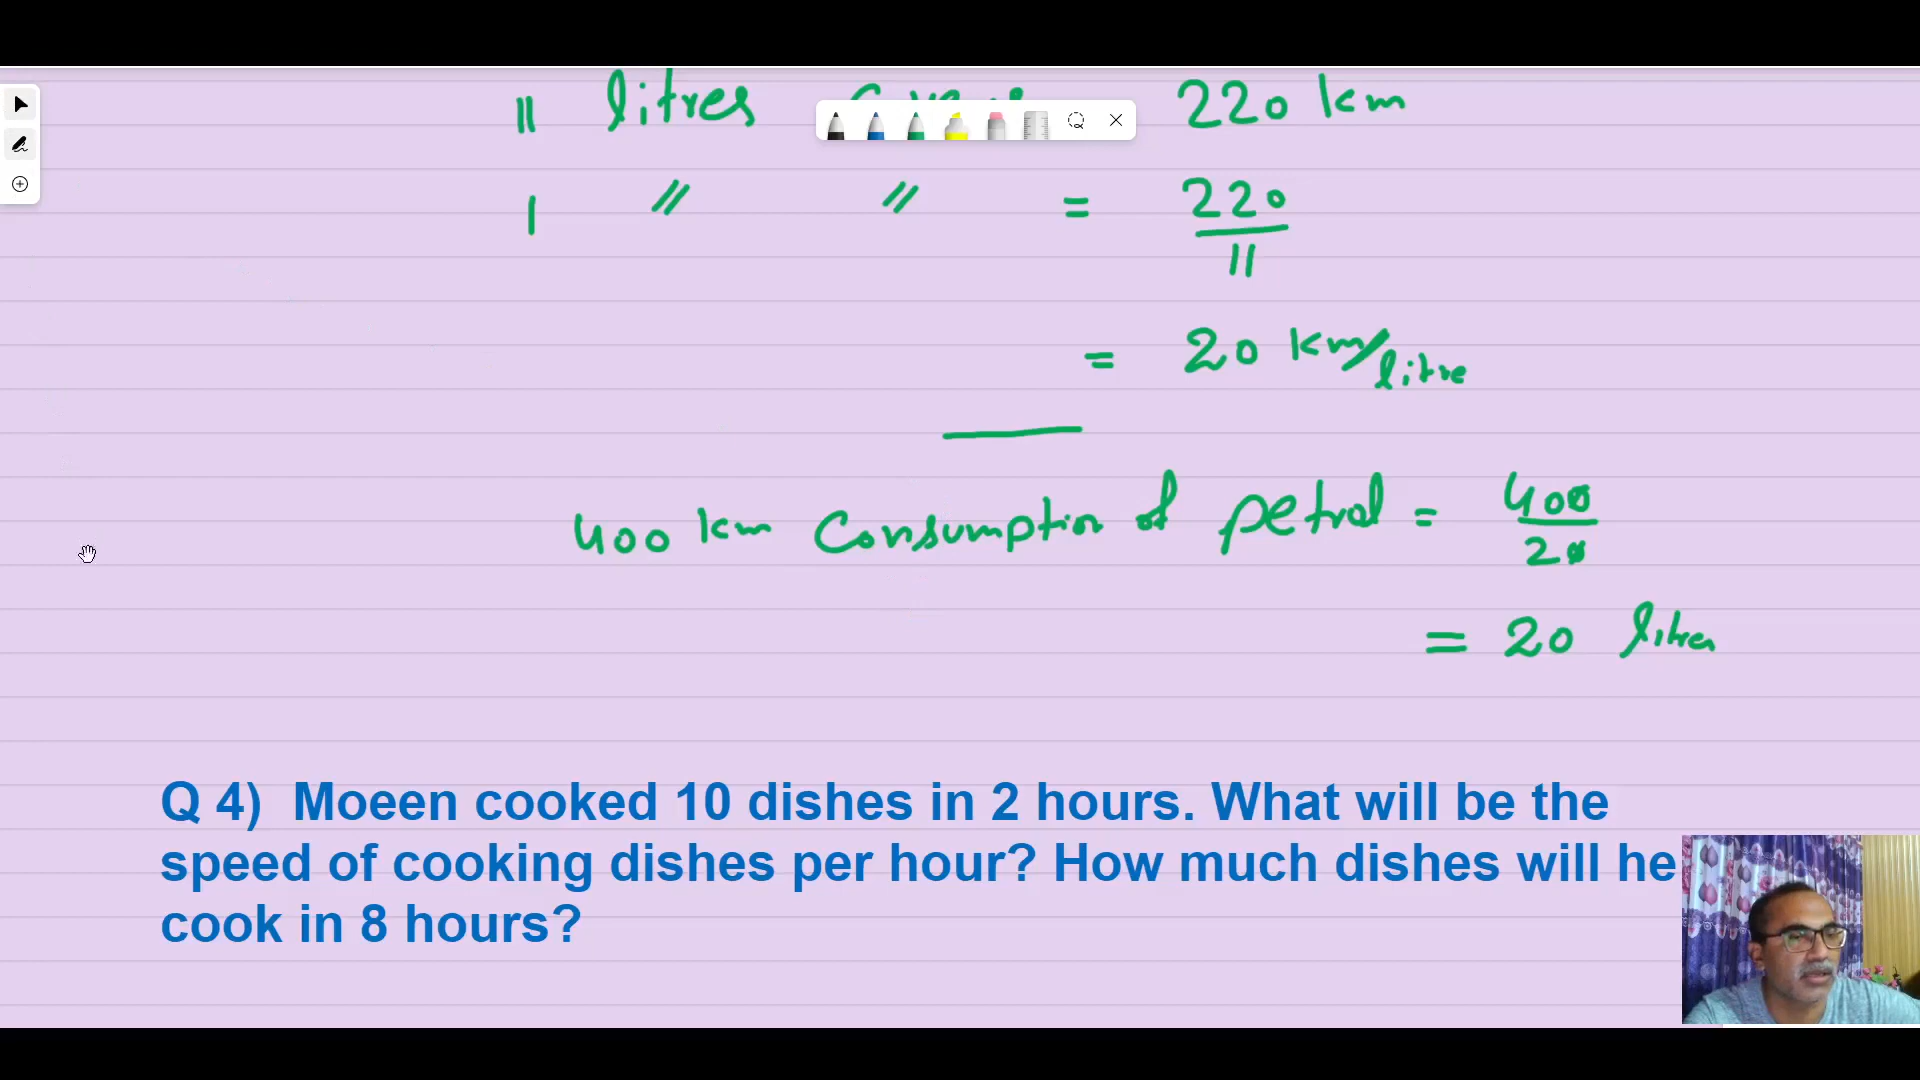 11 litres 220 km
1 〃 〃 = 220/11
= 20 km/litre
400 km Consumption of petrol = 400/20
= 20 litres
Q 4) Moeen cooked 10 dishes in 2 hours. What will be the
speed of cooking dishes per hour? How much dishes will he
cook in 8 hours?